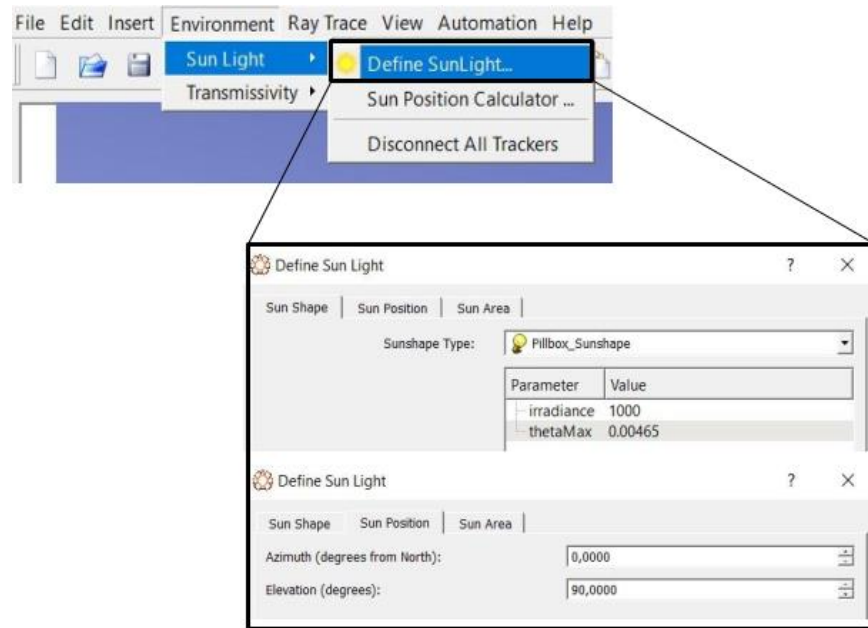 File Edit Insert Environment Ray Trace View Automation Help
Sun Light Define SunLight...
Transmissivity Sun Position Calculator ...
Disconnect All Trackers
Define Sun Light ? ×
Sun Shape Sun Position Sun Area
Sunshape Type: Pillbox_Sunshape
Parameter Value
irradiance 1000
thetaMax 0.00465
Define Sun Light ? ×
Sun Shape Sun Position Sun Area
Azimuth (degrees from North): 0,0000
Elevation (degrees): 90,0000